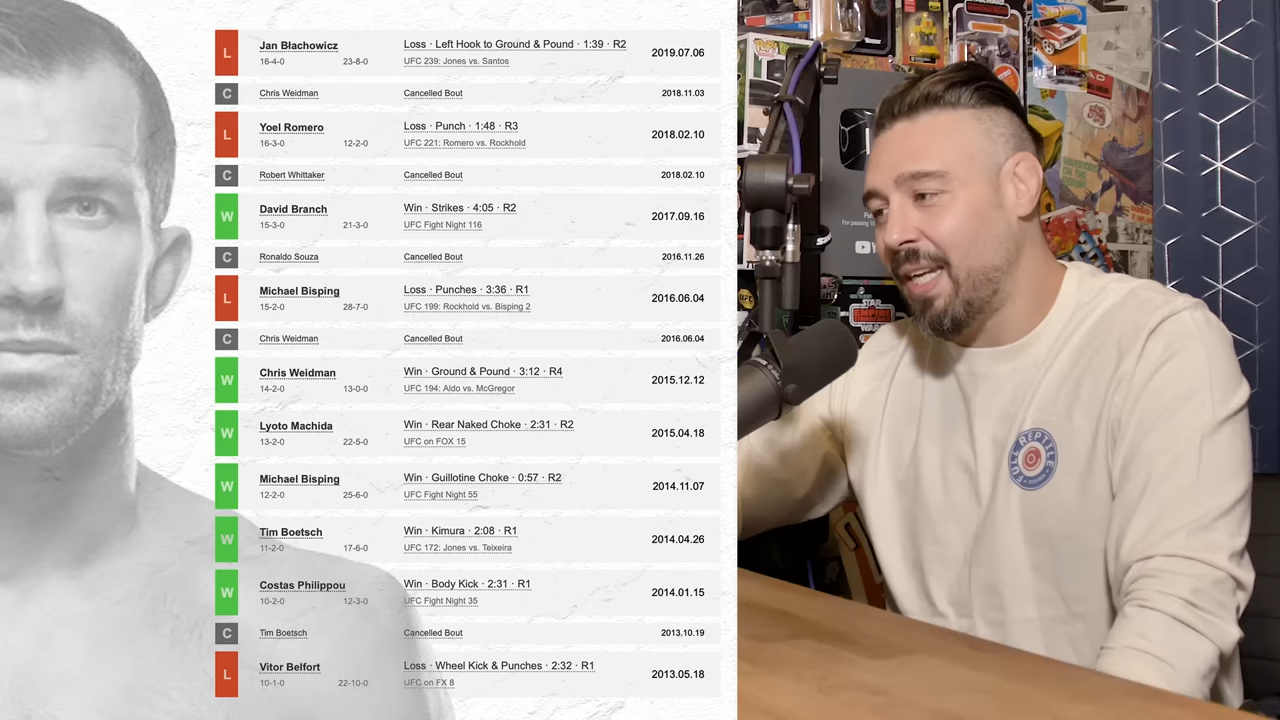 L
Jan Błachowicz
16-4-0 23-8-0
Loss · Left Hook to Ground & Pound · 1:39 · R2
UFC 239: Jones vs. Santos
2019.07.06
C
Chris Weidman
Cancelled Bout
2018.11.03
L
Yoel Romero
16-3-0 12-2-0
Loss · Punch · 1:48 · R3
UFC 221: Romero vs. Rockhold
2018.02.10
C
Robert Whittaker
Cancelled Bout
2018.02.10
W
David Branch
15-3-0 21-3-0
Win · Strikes · 4:05 · R2
UFC Fight Night 116
2017.09.16
C
Ronaldo Souza
Cancelled Bout
2016.11.26
L
Michael Bisping
15-2-0 28-7-0
Loss · Punches · 3:36 · R1
UFC 199: Rockhold vs. Bisping 2
2016.06.04
C
Chris Weidman
Cancelled Bout
2016.06.04
W
Chris Weidman
14-2-0 13-0-0
Win · Ground & Pound · 3:12 · R4
UFC 194: Aldo vs. McGregor
2015.12.12
W
Lyoto Machida
13-2-0 22-5-0
Win · Rear Naked Choke · 2:31 · R2
UFC on FOX 15
2015.04.18
W
Michael Bisping
12-2-0 25-6-0
Win · Guillotine Choke · 0:57 · R2
UFC Fight Night 55
2014.11.07
W
Tim Boetsch
11-2-0 17-6-0
Win · Kimura · 2:08 · R1
UFC 172: Jones vs. Teixeira
2014.04.26
W
Costas Philippou
10-2-0 12-3-0
Win · Body Kick · 2:31 · R1
UFC Fight Night 35
2014.01.15
C
Tim Boetsch
Cancelled Bout
2013.10.19
L
Vitor Belfort
10-1-0 22-10-0
Loss · Wheel Kick & Punches · 2:32 · R1
UFC on FX 8
2013.05.18
HOT WHEELS
For passing
UFC
STAR
EMPIRE
WARS
FULL REPTILE